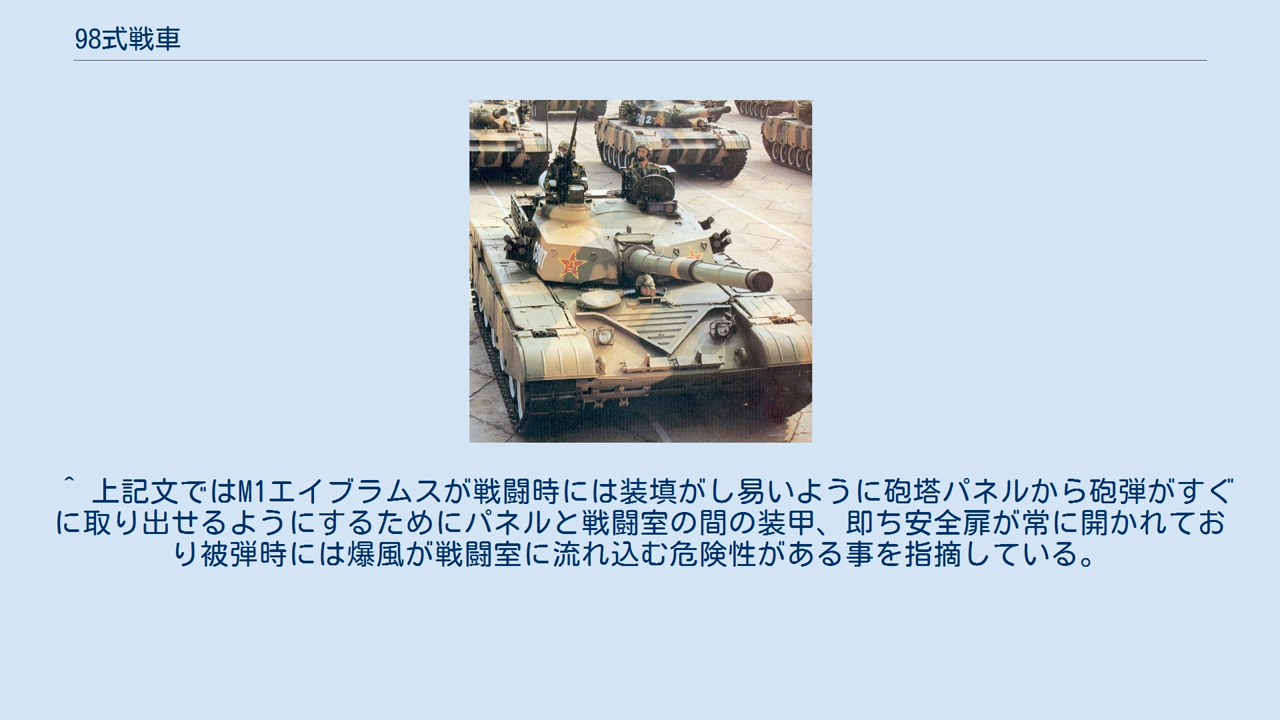 98式戦車
^ 上記文ではM1エイブラムスが戦闘時には装填がし易いように砲塔パネルから砲弾がすぐ
に取り出せるようにするためにパネルと戦闘室の間の装甲、即ち安全扉が常に開かれてお
り被弾時には爆風が戦闘室に流れ込む危険性がある事を指摘している。